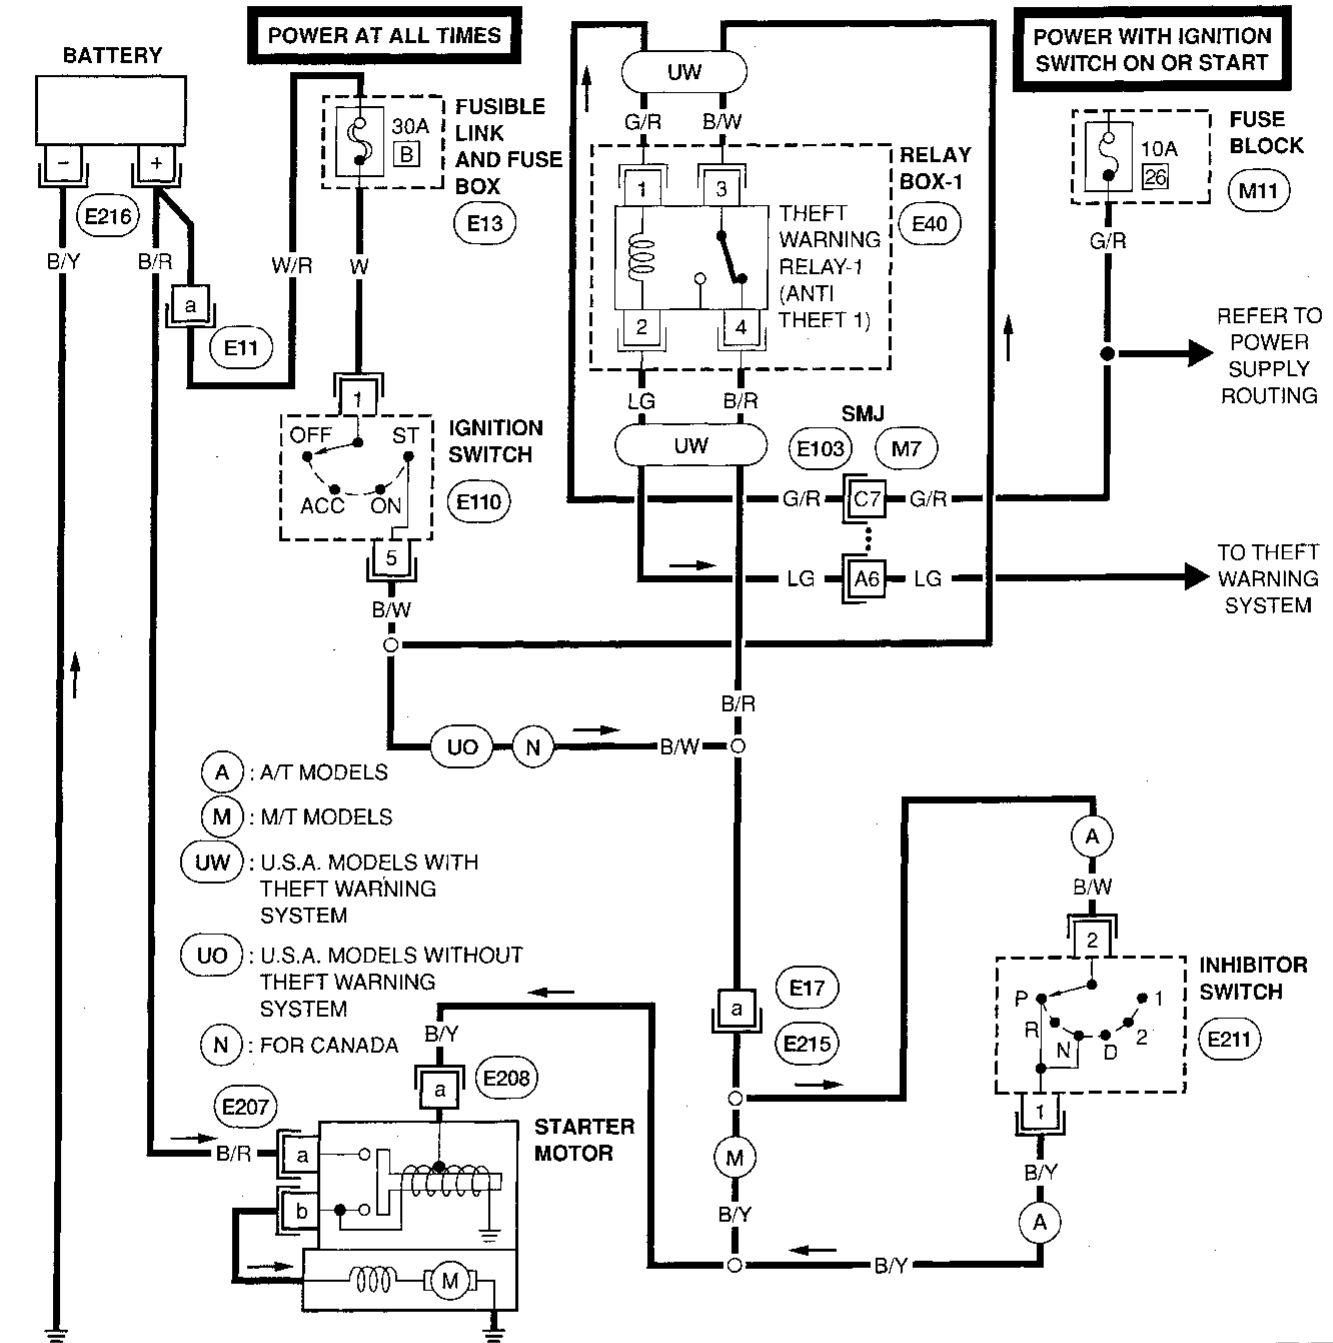 POWER AT ALL TIMES
POWER WITH IGNITION
SWITCH ON OR START
BATTERY
-
+
E216
B/Y
B/R
W/R
W
a
E11
30A
B
FUSIBLE
LINK
AND FUSE
BOX
E13
UW
G/R
B/W
1
3
RELAY
BOX-1
E40
THEFT
WARNING
RELAY-1
(ANTI
THEFT 1)
2
4
LG
B/R
UW
FUSE
BLOCK
M11
10A
26
G/R
REFER TO
POWER
SUPPLY
ROUTING
1
OFF
ST
ACC
ON
IGNITION
SWITCH
E110
5
B/W
SMJ
E103
M7
G/R
C7
G/R
LG
A6
LG
TO THEFT
WARNING
SYSTEM
B/R
UO
N
B/W
A : A/T MODELS
M : M/T MODELS
UW : U.S.A. MODELS WITH
THEFT WARNING
SYSTEM
UO : U.S.A. MODELS WITHOUT
THEFT WARNING
SYSTEM
N : FOR CANADA
A
B/W
2
INHIBITOR
SWITCH
E211
P
R
N
D
2
1
1
B/Y
A
B/Y
a
E17
E215
M
B/Y
B/Y
a
E208
E207
STARTER
MOTOR
B/R
a
b
M